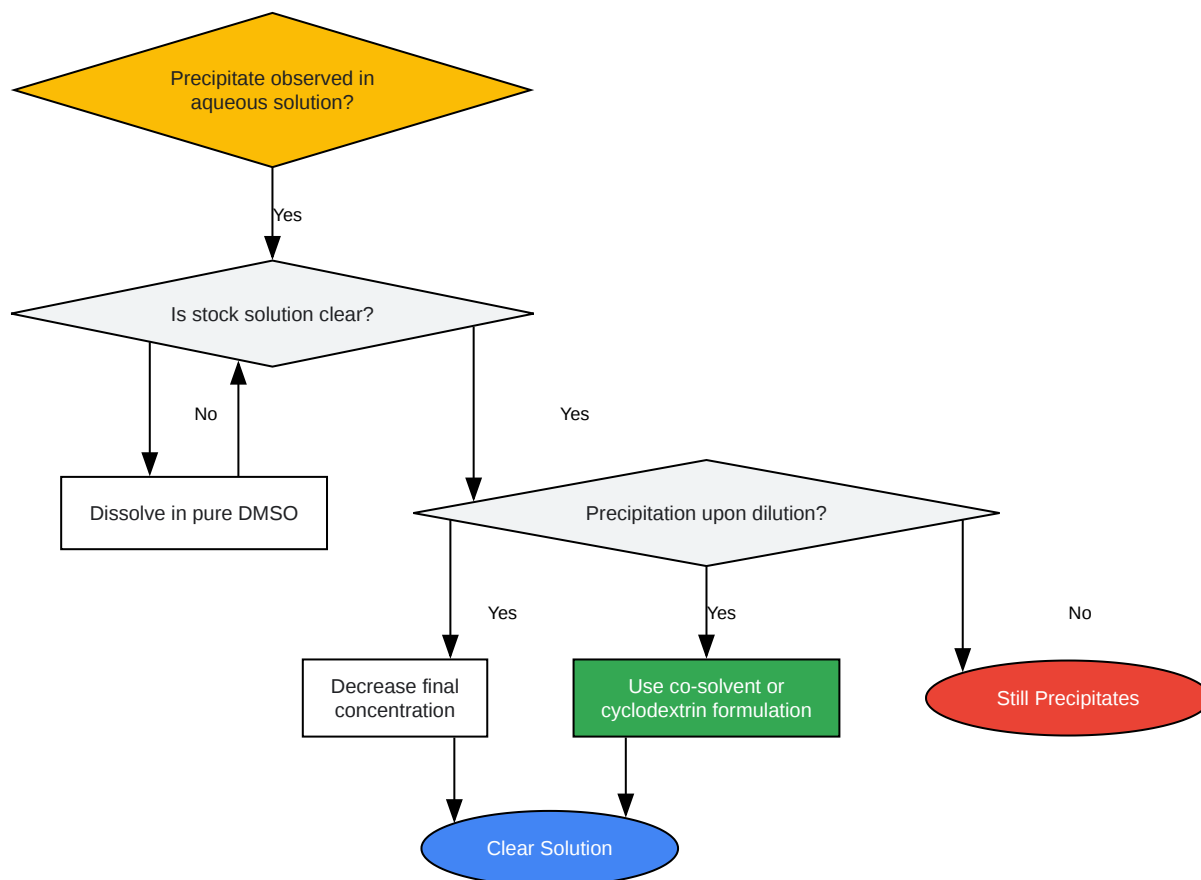 Precipitate observed in
aqueous solution?
Yes
Is stock solution clear?
No
Yes
Dissolve in pure DMSO
Precipitation upon dilution?
Yes
Yes
No
Decrease final
concentration
Use co-solvent or
cyclodextrin formulation
Still Precipitates
Clear Solution